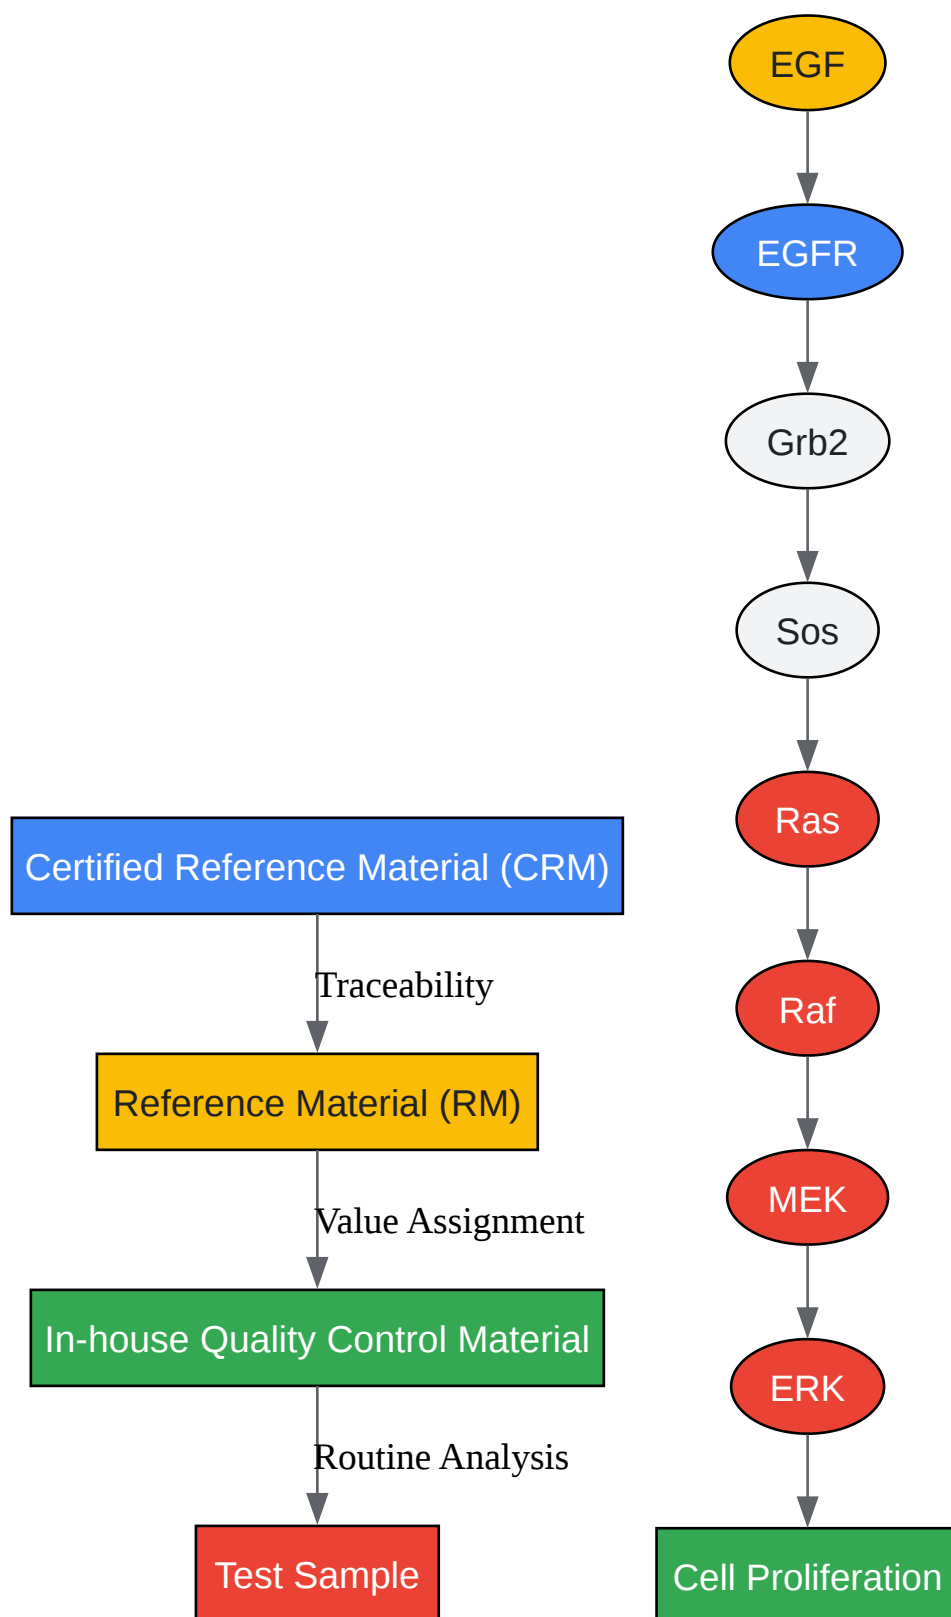 EGF
EGFR
Grb2
Sos
Ras
Raf
MEK
ERK
Cell Proliferation
Certified Reference Material (CRM)
Traceability
Reference Material (RM)
Value Assignment
In-house Quality Control Material
Routine Analysis
Test Sample